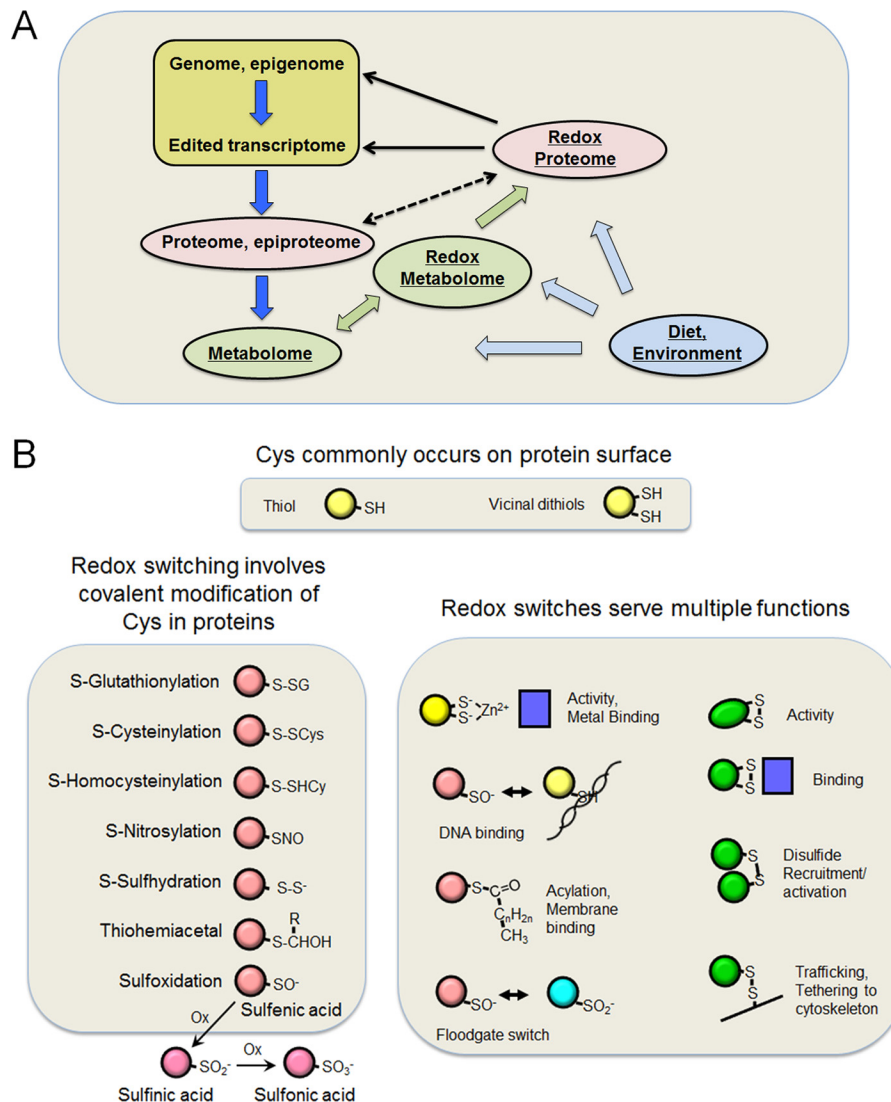 A
Genome, epigenome
Edited transcriptome
Redox
Proteome
Proteome, epiproteome
Redox
Metabolome
Metabolome
Diet,
Environment
B
Cys commonly occurs on protein surface
Thiol
SH
Vicinal dithiols
SH
SH
Redox switching involves
covalent modification of
Cys in proteins
S-Glutathionylation
S-SG
S-Cysteinylation
S-SCys
S-Homocysteinylation
S-SHCy
S-Nitrosylation
SNO
S-Sulfhydration
S-S⁻
Thiohemiacetal
R
S-CHOH
Sulfoxidation
SO⁻
Sulfenic acid
Ox
SO₂⁻
Ox
SO₃⁻
Sulfinic acid
Sulfonic acid
Redox switches serve multiple functions
S-
S-
Zn²⁺
Activity,
Metal Binding
SO⁻
SH
DNA binding
S-C=O
CₙH₂ₙ
CH₃
Acylation,
Membrane
binding
SO⁻
SO₂⁻
Floodgate switch
S
S
Activity
S
S
Binding
S
S
Disulfide
Recruitment/
activation
S
S
Trafficking,
Tethering to
cytoskeleton